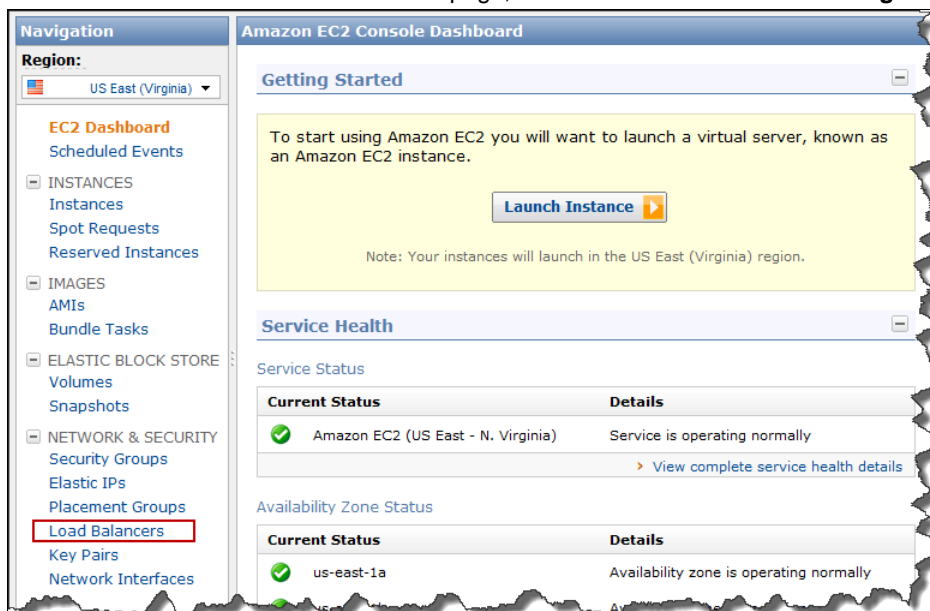 page,
Navigation
Region:
US East (Virginia)
EC2 Dashboard
Scheduled Events
INSTANCES
Instances
Spot Requests
Reserved Instances
IMAGES
AMIs
Bundle Tasks
ELASTIC BLOCK STORE
Volumes
Snapshots
NETWORK & SECURITY
Security Groups
Elastic IPs
Placement Groups
Load Balancers
Key Pairs
Network Interfaces
Amazon EC2 Console Dashboard
Getting Started
To start using Amazon EC2 you will want to launch a virtual server, known as
an Amazon EC2 instance.
Launch Instance
Note: Your instances will launch in the US East (Virginia) region.
Service Health
Service Status
Current Status Details
Amazon EC2 (US East - N. Virginia) Service is operating normally
View complete service health details
Availability Zone Status
Current Status Details
us-east-1a Availability zone is operating normally